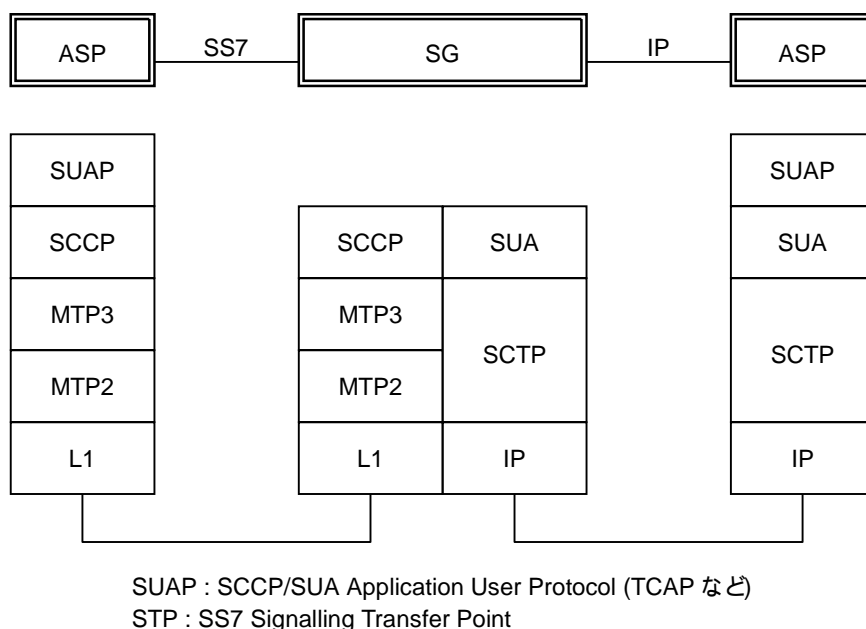 ASP SS7 SG IP ASP
SUAP SUAP
SCCP SCCP SUA SUA
MTP3 MTP3
SCTP SCTP
MTP2 MTP2
L1 L1 IP IP
SUAP : SCCP/SUA Application User Protocol (TCAP など)
STP : SS7 Signalling Transfer Point